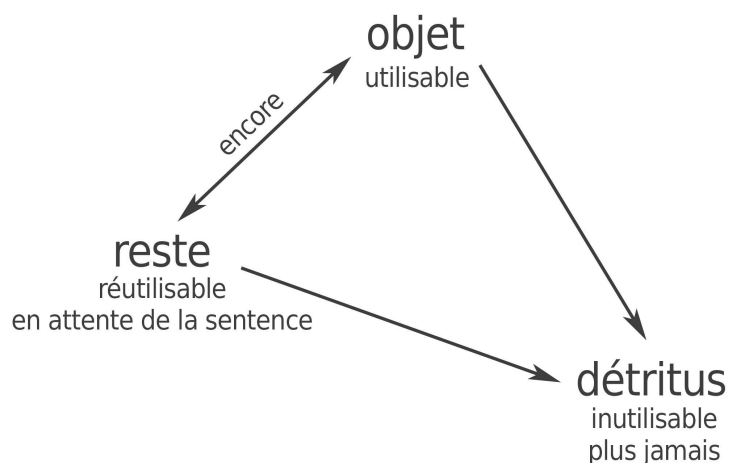 objet
utilisable
encore
reste
réutilisable
en attente de la sentence
détritus
inutilisable
plus jamais